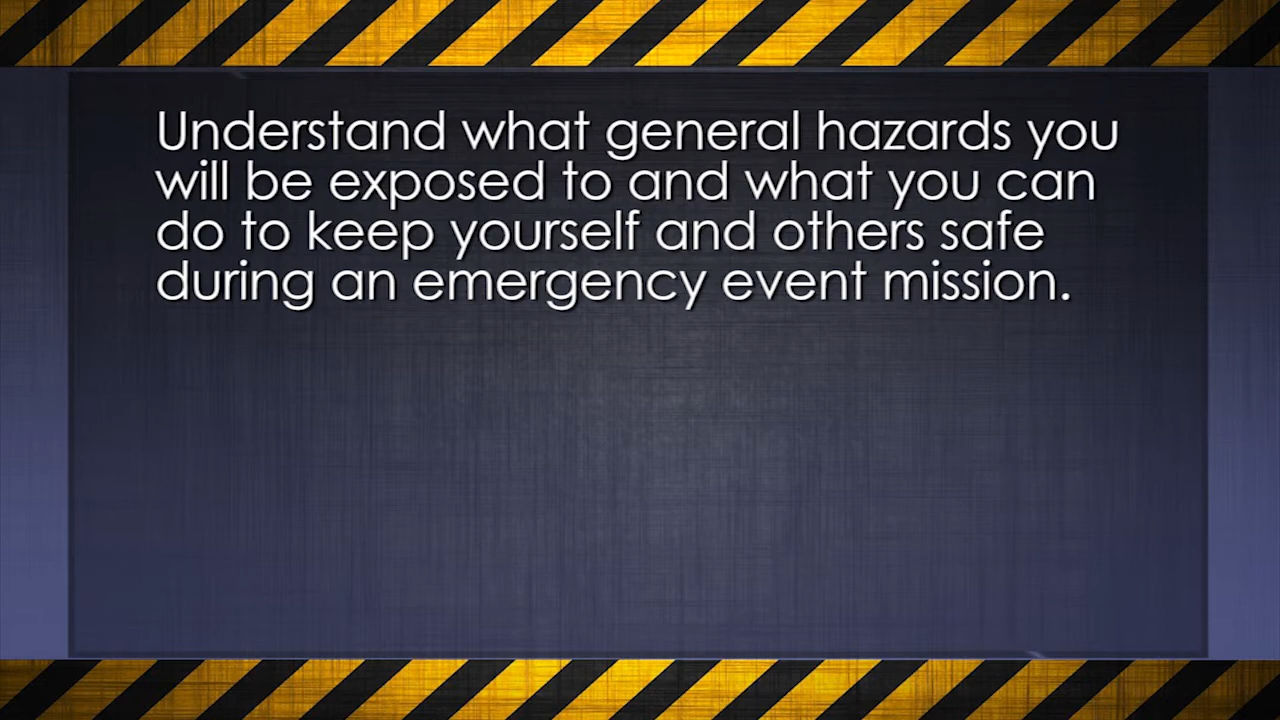 Understand what general hazards you
will be exposed to and what you can
do to keep yourself and others safe
during an emergency event mission.